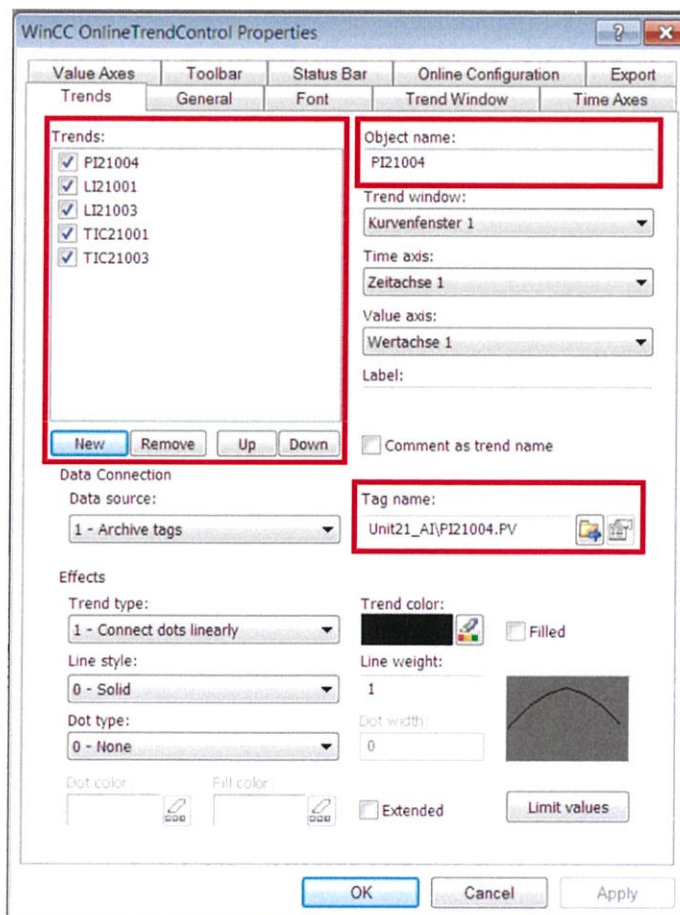 WinCC OnlineTrendControl Properties
Value Axes Toolbar Status Bar Online Configuration Export
Trends General Font Trend Window Time Axes
Trends:
PI21004
LI21001
LI21003
TIC21001
TIC21003
New Remove Up Down
Object name:
PI21004
Trend window:
Kurvenfenster 1
Time axis:
Zeitachse 1
Value axis:
Wertachse 1
Label:
Comment as trend name
Data Connection
Data source:
1 - Archive tags
Tag name:
Unit21_AI\PI21004.PV
Effects
Trend type:
1 - Connect dots linearly
Trend color:
Filled
Line style:
0 - Solid
Line weight:
1
Dot type:
0 - None
Dot width:
0
Dot color:
Fill color:
Extended
Limit values
OK Cancel Apply